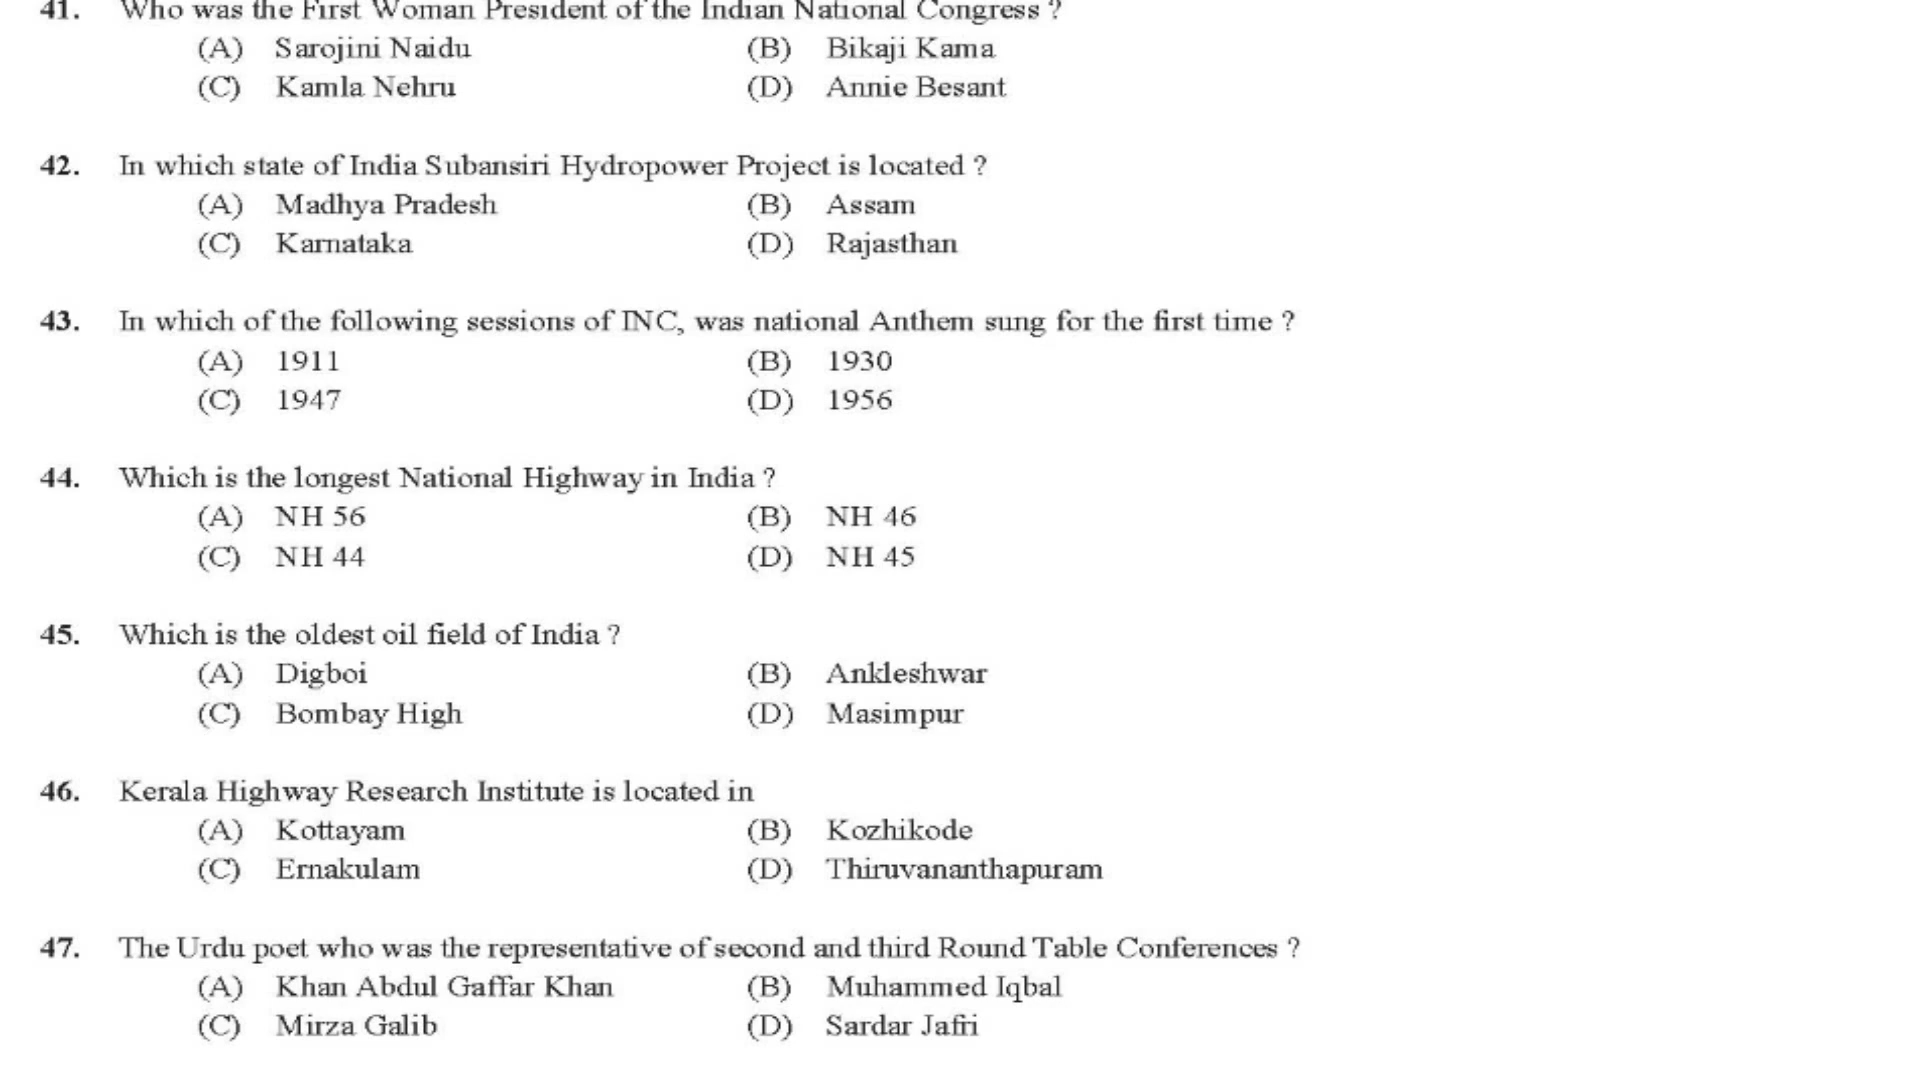 41. Who was the First Woman President of the Indian National Congress ?
(A) Sarojini Naidu (B) Bikaji Kama
(C) Kamla Nehru (D) Annie Besant
42. In which state of India Subansiri Hydropower Project is located ?
(A) Madhya Pradesh (B) Assam
(C) Karnataka (D) Rajasthan
43. In which of the following sessions of INC, was national Anthem sung for the first time ?
(A) 1911 (B) 1930
(C) 1947 (D) 1956
44. Which is the longest National Highway in India ?
(A) NH 56 (B) NH 46
(C) NH 44 (D) NH 45
45. Which is the oldest oil field of India ?
(A) Digboi (B) Ankleshwar
(C) Bombay High (D) Masimpur
46. Kerala Highway Research Institute is located in
(A) Kottayam (B) Kozhikode
(C) Ernakulam (D) Thiruvananthapuram
47. The Urdu poet who was the representative of second and third Round Table Conferences ?
(A) Khan Abdul Gaffar Khan (B) Muhammed Iqbal
(C) Mirza Galib (D) Sardar Jafri